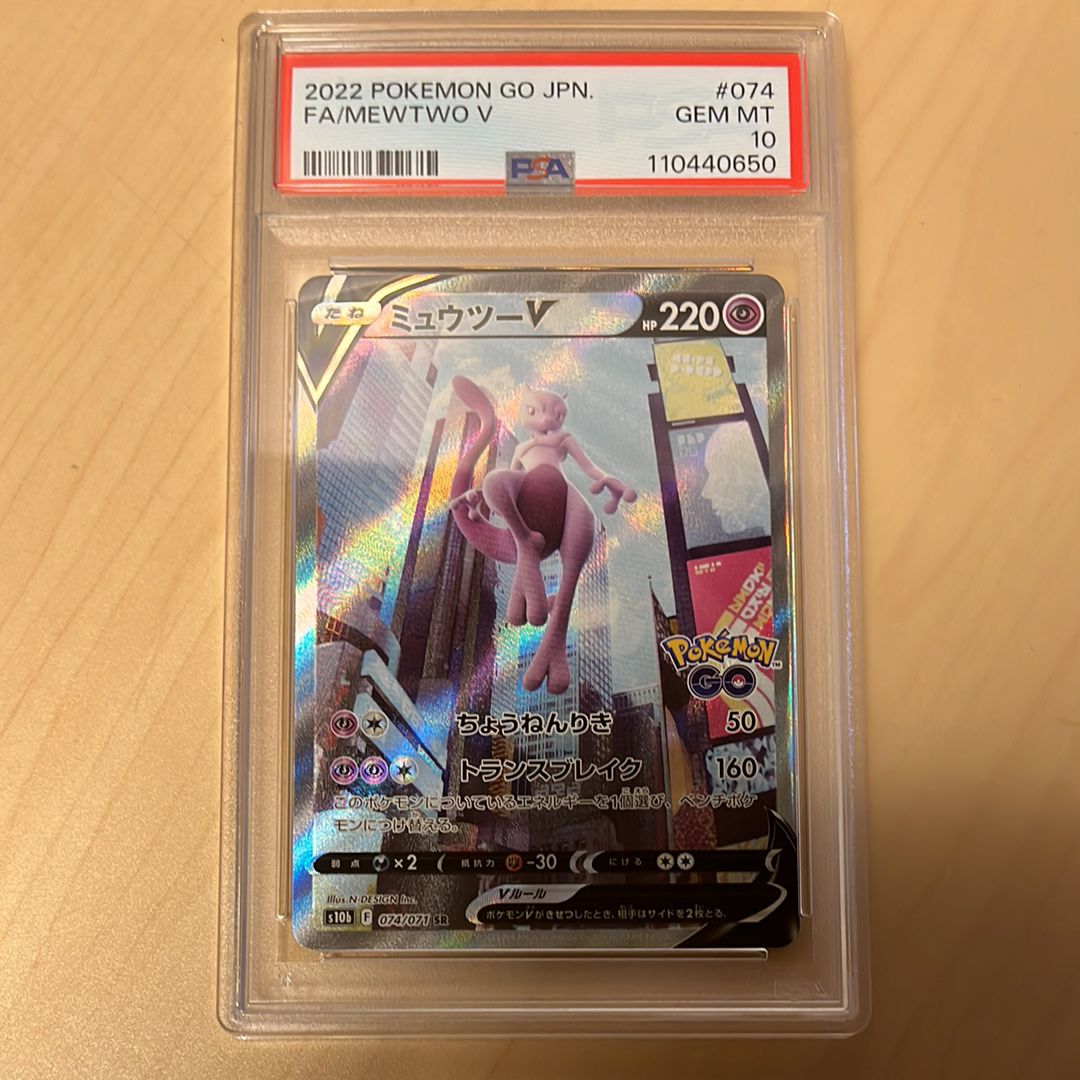 2022 POKEMON GO JPN. #074
FA/MEWTWO V GEM MT
10
PSA 110440650
たね ミュウツーV HP 220
POKéMON™
GO
ちょうねんりき 50
トランスブレイク 160
このポケモンについているエネルギーを1個選び、ベンチポケ
モンにつけ替える。
弱点 ×2 抵抗力 -30 にげる
Vルール
Illus. N-DESIGN Inc.
ポケモンVがきぜつしたとき、相手はサイドを2枚とる。
s10b F 074/071 SR